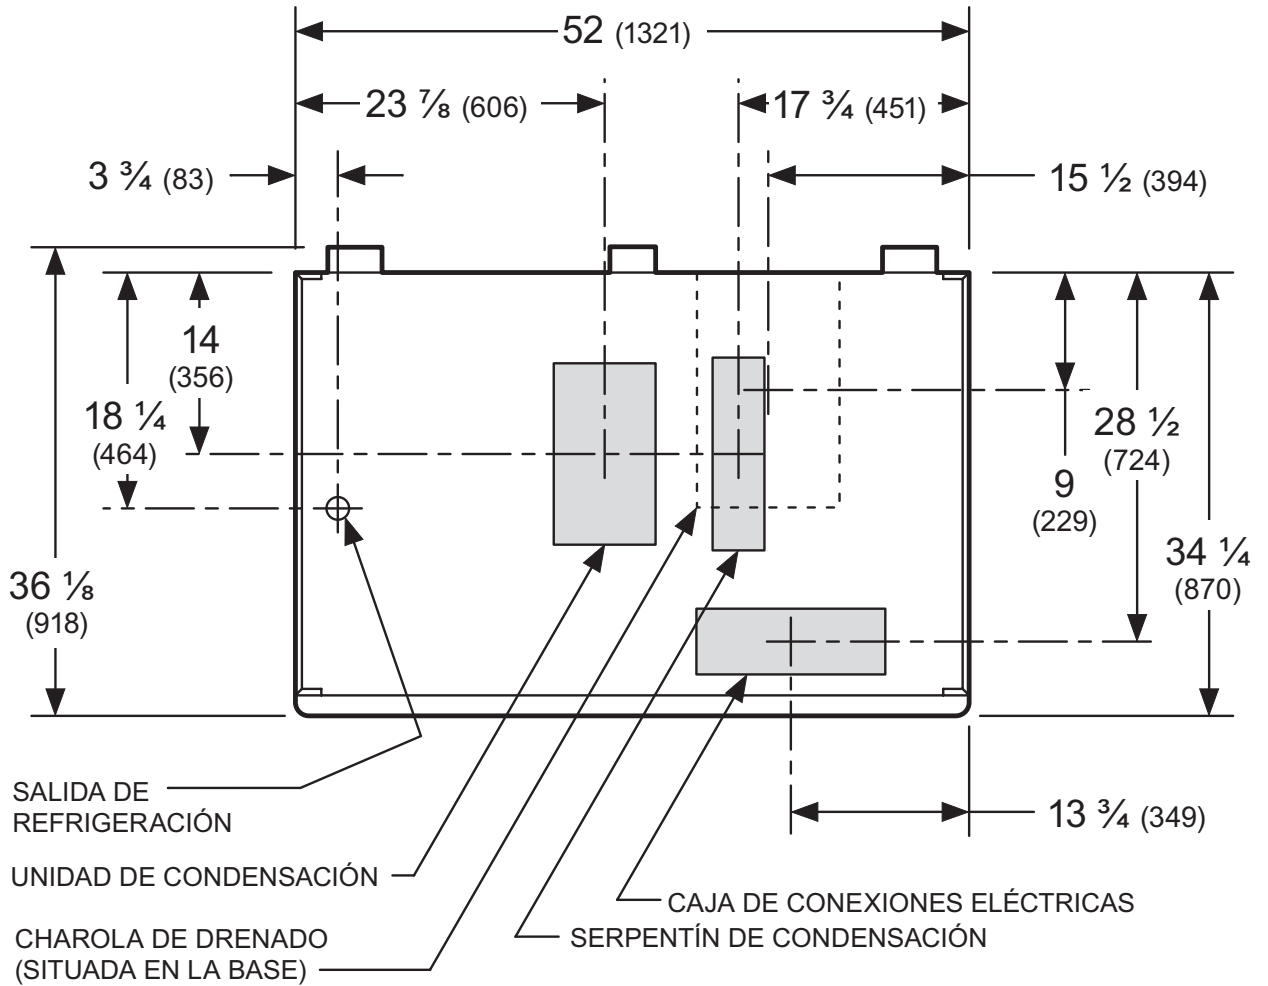 52 (1321)
23 ⅞ (606)
17 ¾ (451)
3 ¾ (83)
15 ½ (394)
14
(356)
18 ¼
(464)
28 ½
(724)
9
(229)
34 ¼
(870)
36 ⅛
(918)
SALIDA DE
REFRIGERACIÓN
13 ¾ (349)
UNIDAD DE CONDENSACIÓN
CAJA DE CONEXIONES ELÉCTRICAS
CHAROLA DE DRENADO
(SITUADA EN LA BASE)
SERPENTÍN DE CONDENSACIÓN